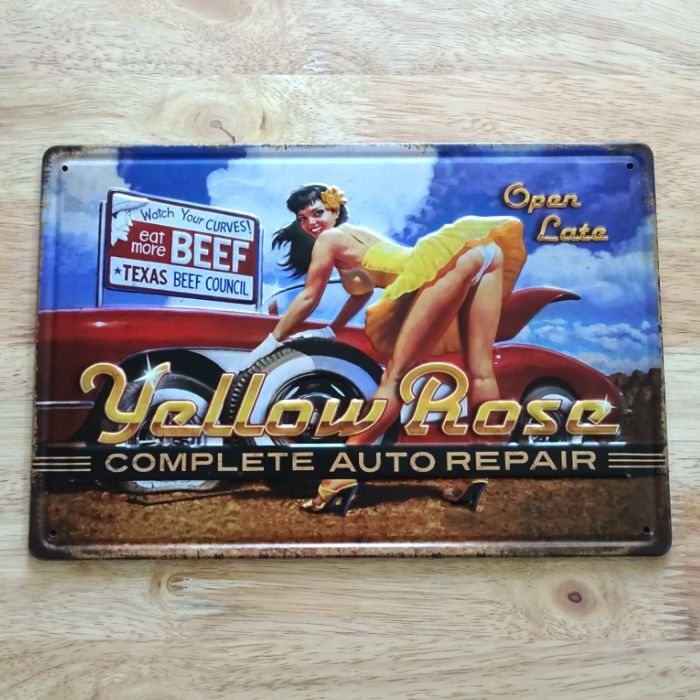 Watch Your CURVES!
eat more BEEF
★TEXAS BEEF COUNCIL
Open
Late
Yellow Rose
COMPLETE AUTO REPAIR